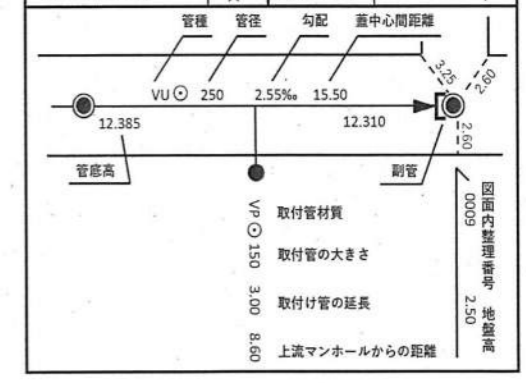 管種 管径 勾配 蓋中心間距離
VU⊙ 250 2.55‰ 15.50
3.25
2.60
12.385
12.310
2.60
管底高
副管
VP⊙ 150 3.00 8.60
取付管材質
取付管の大きさ
取付け管の延長
上流マンホールからの距離
0009 2.50
図面内整理番号 地盤高